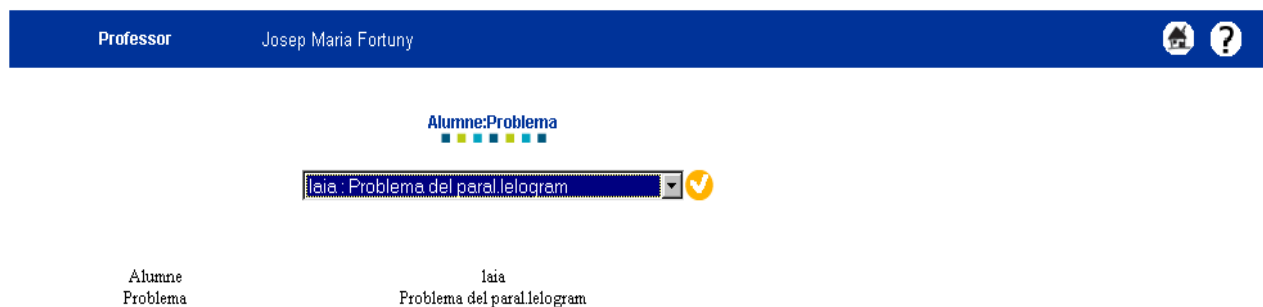 Professor Josep Maria Fortuny ?
Alumne:Problema
laia : Problema del paral.lelogram
Alumne laia
Problema Problema del paral.lelogram